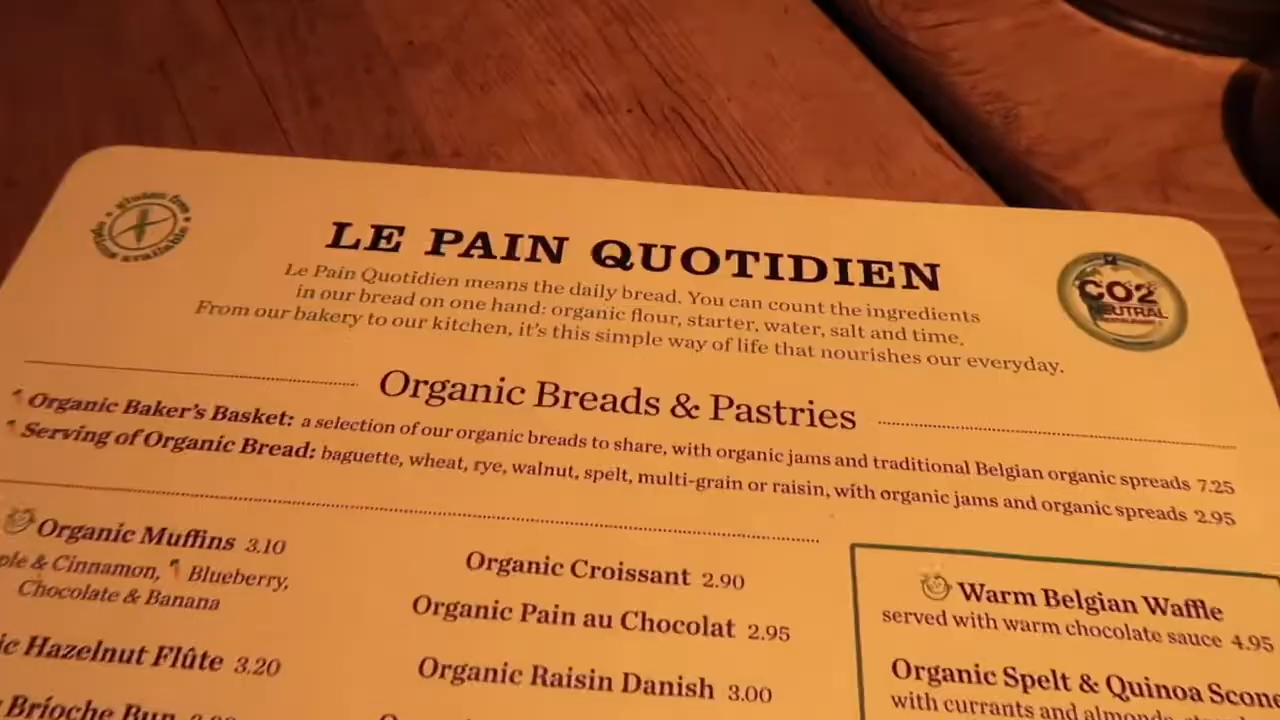 gluten free
option available
LE PAIN QUOTIDIEN
CO2
NEUTRAL
Le Pain Quotidien means the daily bread. You can count the ingredients
in our bread on one hand: organic flour, starter, water, salt and time.
From our bakery to our kitchen, it's this simple way of life that nourishes our everyday.
Organic Breads & Pastries
Organic Baker's Basket: a selection of our organic breads to share, with organic jams and traditional Belgian organic spreads 7.25
Serving of Organic Bread: baguette, wheat, rye, walnut, spelt, multi-grain or raisin, with organic jams and organic spreads 2.95
Organic Muffins 3.10
& Cinnamon, Blueberry,
Chocolate & Banana
Hazelnut Flûte 3.20
Organic Croissant 2.90
Organic Pain au Chocolat 2.95
Organic Raisin Danish 3.00
Warm Belgian Waffle
served with warm chocolate sauce 4.95
Organic Spelt & Quinoa Scone
with currants and almonds